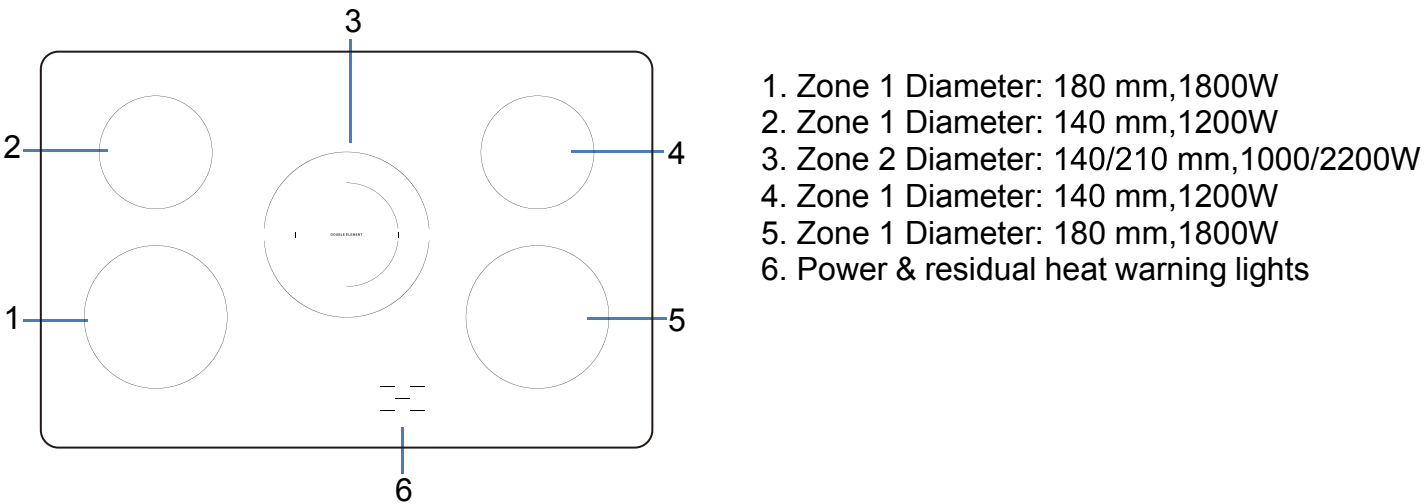 3
2
4
DOUBLE ELEMENT
1
5
6
1. Zone 1 Diameter: 180 mm,1800W
2. Zone 1 Diameter: 140 mm,1200W
3. Zone 2 Diameter: 140/210 mm,1000/2200W
4. Zone 1 Diameter: 140 mm,1200W
5. Zone 1 Diameter: 180 mm,1800W
6. Power & residual heat warning lights